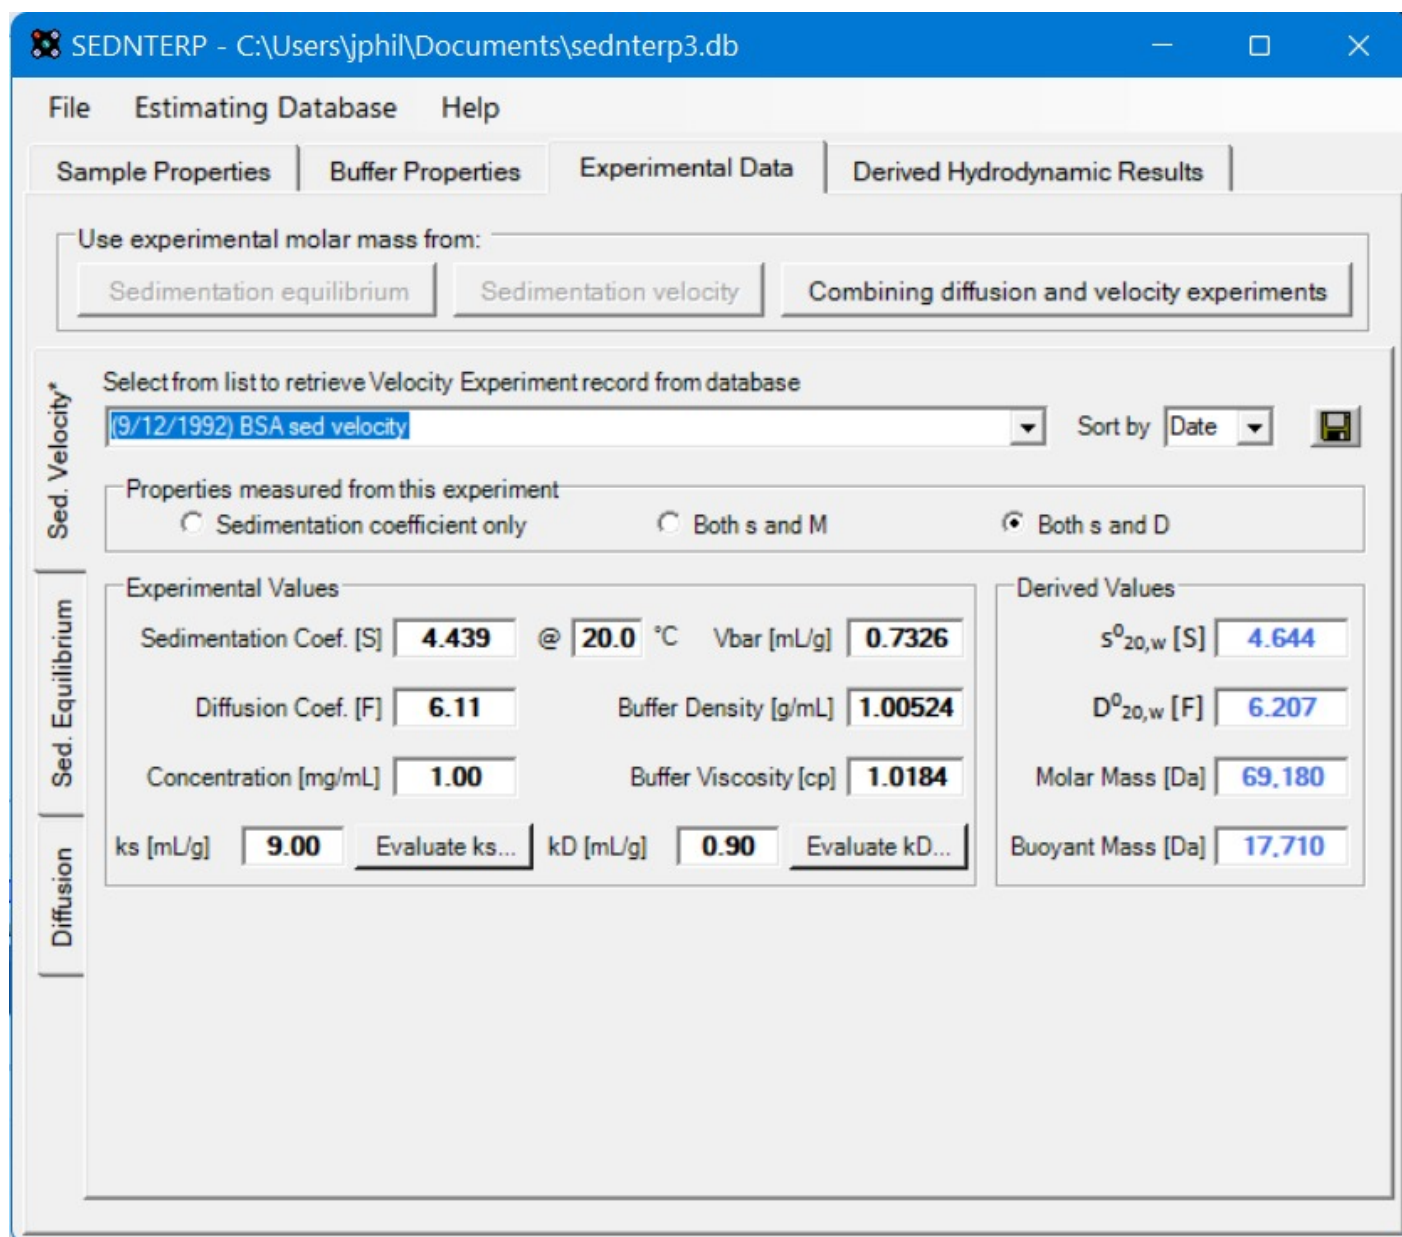 SEDNTERP - C:\Users\jphil\Documents\sednterp3.db
File Estimating Database Help
Sample Properties Buffer Properties Experimental Data Derived Hydrodynamic Results
Use experimental molar mass from:
Sedimentation equilibrium Sedimentation velocity Combining diffusion and velocity experiments
Sed. Velocity*
Sed. Equilibrium
Diffusion
Select from list to retrieve Velocity Experiment record from database
(9/12/1992) BSA sed velocity Sort by Date
Properties measured from this experiment
Sedimentation coefficient only Both s and M Both s and D
Experimental Values
Sedimentation Coef. [S] 4.439 @ 20.0 °C Vbar [mL/g] 0.7326
Diffusion Coef. [F] 6.11 Buffer Density [g/mL] 1.00524
Concentration [mg/mL] 1.00 Buffer Viscosity [cp] 1.0184
ks [mL/g] 9.00 Evaluate ks... kD [mL/g] 0.90 Evaluate kD...
Derived Values
s⁰20,w [S] 4.644
D⁰20,w [F] 6.207
Molar Mass [Da] 69,180
Buoyant Mass [Da] 17,710